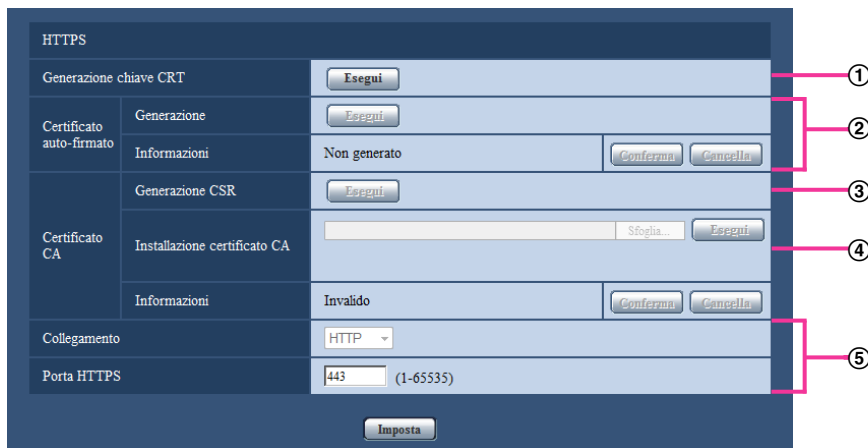 HTTPS
Generazione chiave CRT
Esegui
①
Certificato auto-firmato
Generazione
Esegui
②
Informazioni
Non generato
Conferma
Cancella
Certificato CA
Generazione CSR
Esegui
③
Installazione certificato CA
Sfoglia...
Esegui
④
Informazioni
Invalido
Conferma
Cancella
Collegamento
HTTP
⑤
Porta HTTPS
443
(1-65535)
Imposta